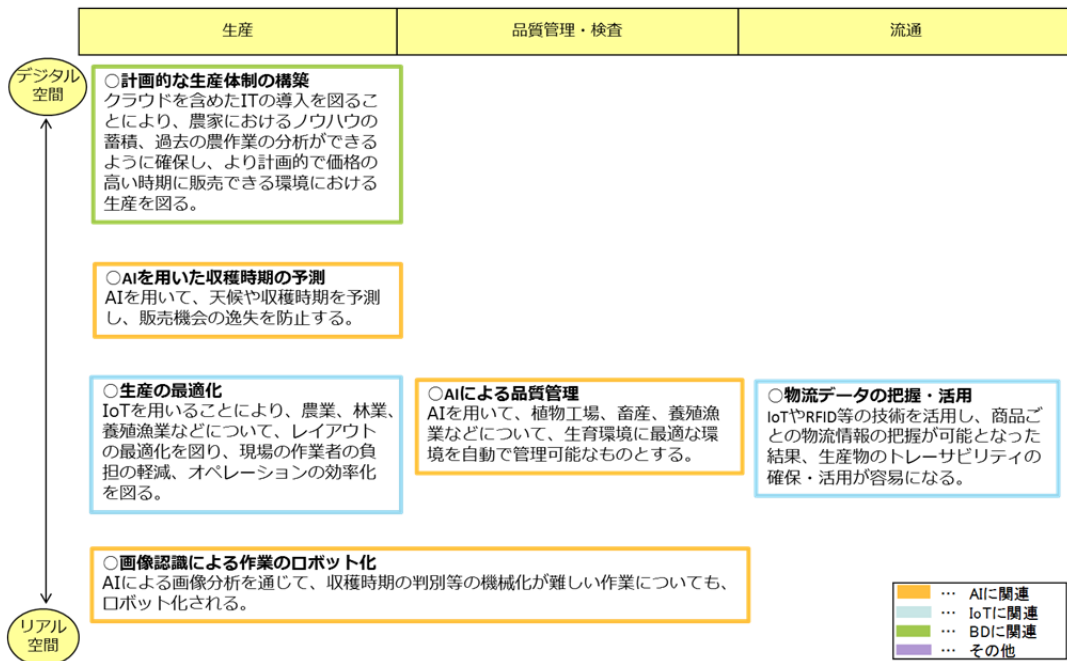 生産
品質管理・検査
流通
デジタル
空間
○計画的な生産体制の構築
クラウドを含めたITの導入を図るこ
とにより、農家におけるノウハウの
蓄積、過去の農作業の分析ができる
ように確保し、より計画的で価格の
高い時期に販売できる環境における
生産を図る。
○AIを用いた収穫時期の予測
AIを用いて、天候や収穫時期を予測
し、販売機会の逸失を防止する。
○生産の最適化
IoTを用いることにより、農業、林業、
養殖漁業などについて、レイアウト
の最適化を図り、現場の作業者の負
担の軽減、オペレーションの効率化
を図る。
○AIによる品質管理
AIを用いて、植物工場、畜産、養殖漁
業などについて、生育環境に最適な環
境を自動で管理可能なものとする。
○物流データの把握・活用
IoTやRFID等の技術を活用し、商品ご
との物流情報の把握が可能となった
結果、生産物のトレーサビリティの
確保・活用が容易になる。
○画像認識による作業のロボット化
AIによる画像分析を通じて、収穫時期の判別等の機械化が難しい作業についても、
ロボット化される。
リアル
空間
… AIに関連
… IoTに関連
… BDに関連
… その他